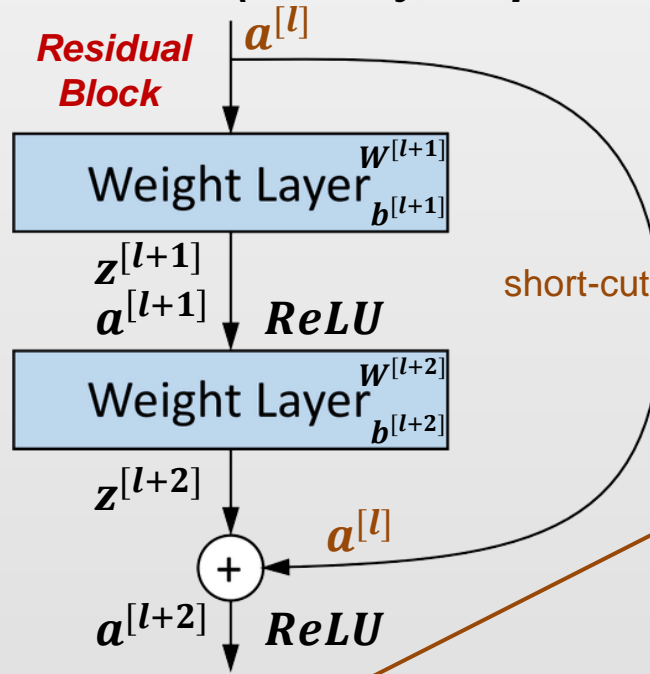 a^[l]
Residual
Block
Weight Layer W^[l+1]
b^[l+1]
z^[l+1]
short-cut
a^[l+1] ReLU
Weight Layer W^[l+2]
b^[l+2]
z^[l+2]
a^[l]
+
a^[l+2] ReLU